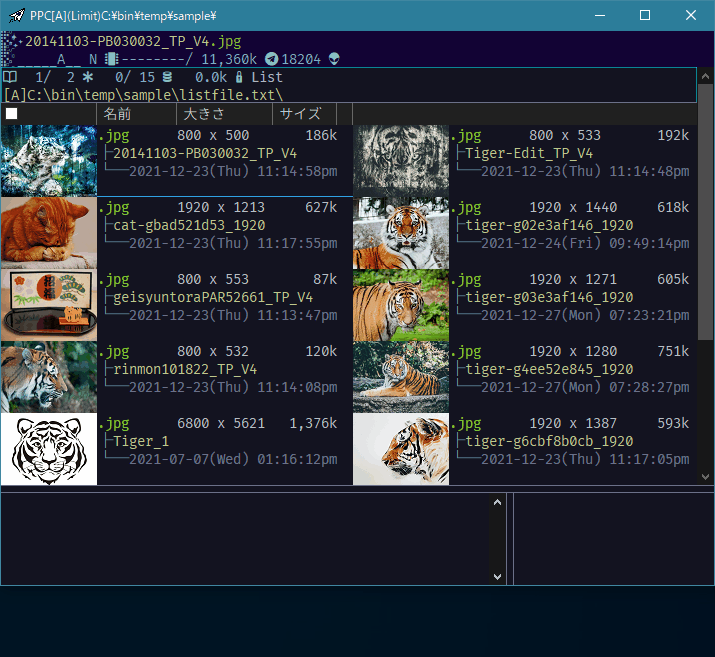 PPC[A](Limit)C:¥bin¥temp¥sample¥
20141103-PB030032_TP_V4.jpg
_____A__ N --------/ 11,360k 18204
1/ 2 * 0/ 15 0.0k List
[A]C:\bin\temp\sample\listfile.txt\
名前 大きさ サイズ
.jpg 800 x 500 186k
20141103-PB030032_TP_V4
2021-12-23(Thu) 11:14:58pm
.jpg 1920 x 1213 627k
cat-gbad521d53_1920
2021-12-23(Thu) 11:17:55pm
.jpg 800 x 553 87k
geisyuntoraPAR52661_TP_V4
2021-12-23(Thu) 11:13:47pm
.jpg 800 x 532 120k
rinmon101822_TP_V4
2021-12-23(Thu) 11:14:08pm
.jpg 6800 x 5621 1,376k
Tiger_1
2021-07-07(Wed) 01:16:12pm
.jpg 800 x 533 192k
Tiger-Edit_TP_V4
2021-12-23(Thu) 11:14:48pm
.jpg 1920 x 1440 618k
tiger-g02e3af146_1920
2021-12-24(Fri) 09:49:14pm
.jpg 1920 x 1271 605k
tiger-g03e3af146_1920
2021-12-27(Mon) 07:23:21pm
.jpg 1920 x 1280 751k
tiger-g4ee52e845_1920
2021-12-27(Mon) 07:28:27pm
.jpg 1920 x 1387 593k
tiger-g6cbf8b0cb_1920
2021-12-23(Thu) 11:17:05pm